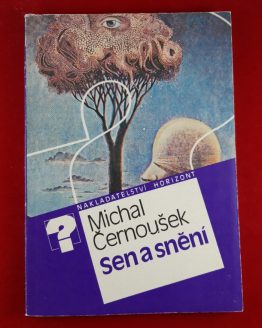 NAKLADATELSTVÍ HORIZONT
?
Michal
Černoušek
Sen a snění